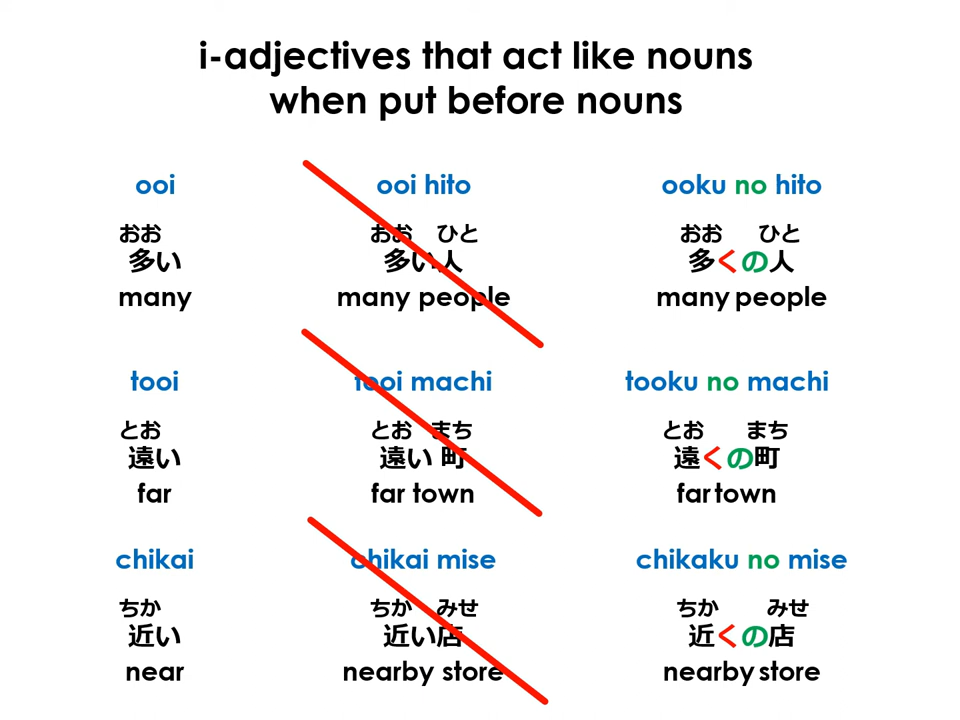 i-adjectives that act like nouns
when put before nouns
ooi
おお
多い
many
ooi hito
おお ひと
多い人
many people
ooku no hito
おお ひと
多くの人
many people
tooi
とお
遠い
far
tooi machi
とお まち
遠い 町
far town
tooku no machi
とお まち
遠くの町
far town
chikai
ちか
近い
near
chikai mise
ちか みせ
近い店
nearby store
chikaku no mise
ちか みせ
近くの店
nearby store